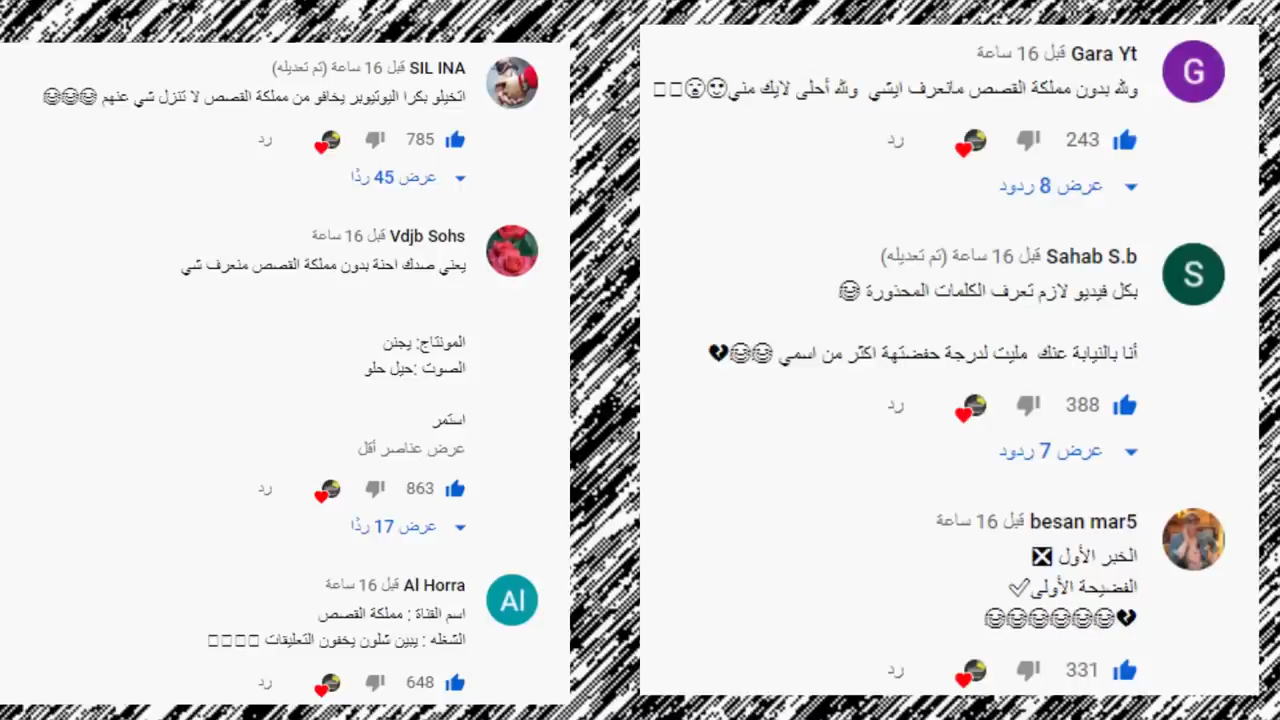 SIL INA قبل 16 ساعة (تم تعديله)
اتخيلو بكرا اليوتيوبر يخافو من مملكة القصص لا تنزل شي عنهم 😂😂😂
785 رد
عرض 45 ردًا
Vdjb Sohs قبل 16 ساعة
يعني صدك احنة بدون مملكة القصص منعرف شي
المونتاج: يجنن
الصوت :حيل حلو
استمر
عرض عناصر أقل
863 رد
عرض 17 ردًا
Al Horra قبل 16 ساعة
Al
اسم القناة : مملكة القصص
الشغله : يبين شلون يخفون التعليقات
648 رد
Gara Yt قبل 16 ساعة
G
والله بدون مملكة القصص مانعرف ايشي والله أحلى لايك مني
243 رد
عرض 8 ردود
Sahab S.b قبل 16 ساعة (تم تعديله)
S
بكل فيديو لازم تعرف الكلمات المحذورة 😂
أنا بالنيابة عنك مليت لدرجة حفضتهة اكثر من اسمي 😂😂💔
388 رد
عرض 7 ردود
besan mar5 قبل 16 ساعة
الخبر الأول ❎
الفضيحة الأولى✅
😂😂😂😂😂😂💔
331 رد